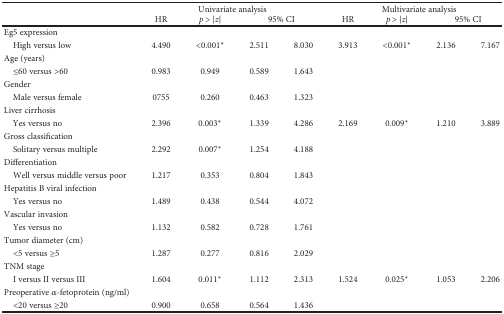 Univariate analysis Multivariate analysis
HR p > |z| 95% CI HR p > |z| 95% CI
Eg5 expression
High versus low 4.490 <0.001* 2.511 8.030 3.913 <0.001* 2.136 7.167
Age (years)
≤60 versus >60 0.983 0.949 0.589 1.643
Gender
Male versus female 0755 0.260 0.463 1.323
Liver cirrhosis
Yes versus no 2.396 0.003* 1.339 4.286 2.169 0.009* 1.210 3.889
Gross classification
Solitary versus multiple 2.292 0.007* 1.254 4.188
Differentiation
Well versus middle versus poor 1.217 0.353 0.804 1.843
Hepatitis B viral infection
Yes versus no 1.489 0.438 0.544 4.072
Vascular invasion
Yes versus no 1.132 0.582 0.728 1.761
Tumor diameter (cm)
<5 versus ≥5 1.287 0.277 0.816 2.029
TNM stage
I versus II versus III 1.604 0.011* 1.112 2.313 1.524 0.025* 1.053 2.206
Preoperative α-fetoprotein (ng/ml)
<20 versus ≥20 0.900 0.658 0.564 1.436